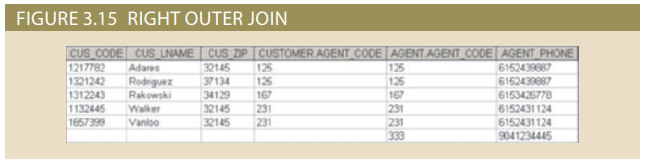 FIGURE 3.15 RIGHT OUTER JOIN
CUS_CODE CUS_LNAME CUS_ZIP CUSTOMER.AGENT_CODE AGENT.AGENT_CODE AGENT_PHONE
1217782 Adares 32145 125 125 6152439887
1321242 Rodriguez 37134 125 125 6152439887
1312243 Rakowski 34129 167 167 6153426778
1132445 Walker 32145 231 231 6152431124
1657399 Vanloo 32145 231 231 6152431124
333 9041234445